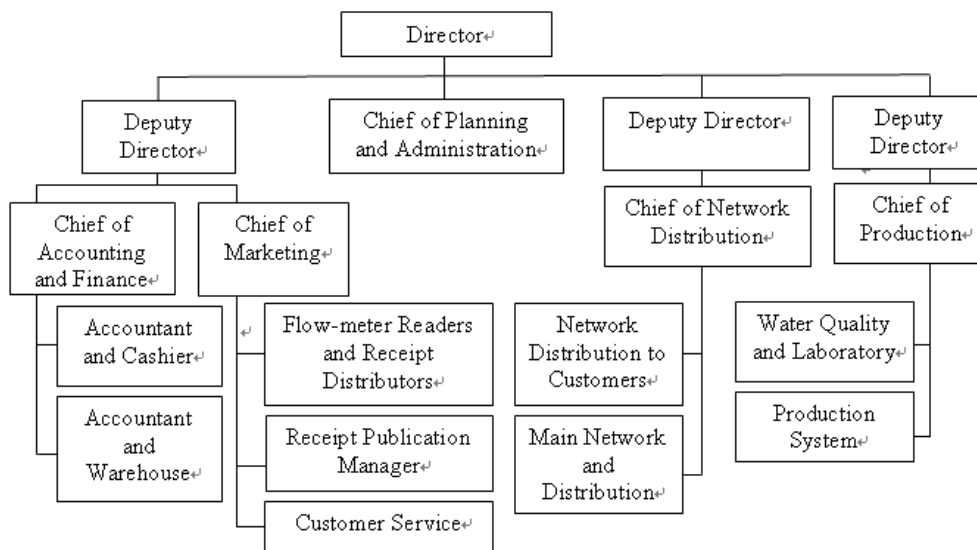 Director
Deputy
Director
Chief of Planning
and Administration
Deputy Director
Deputy
Director
Chief of
Accounting
and Finance
Chief of
Marketing
Chief of Network
Distribution
Chief of
Production
Accountant
and Cashier
Flow-meter Readers
and Receipt
Distributors
Network
Distribution to
Customers
Water Quality
and Laboratory
Accountant
and
Warehouse
Receipt Publication
Manager
Main Network
and
Distribution
Production
System
Customer Service